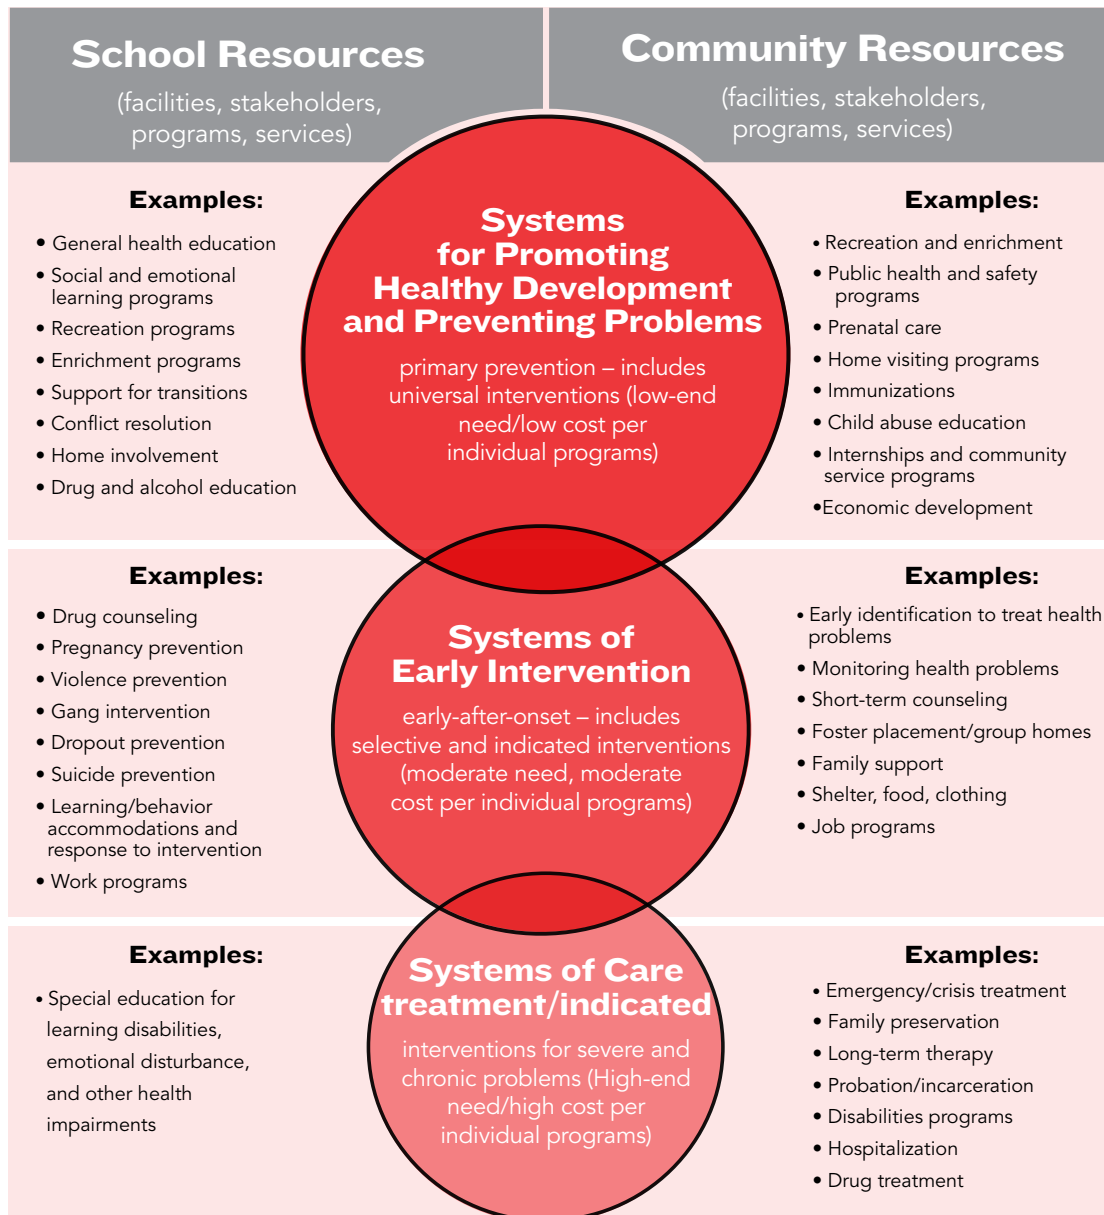 School Resources
(facilities, stakeholders,
programs, services)
Community Resources
(facilities, stakeholders,
programs, services)
Examples:
• General health education
• Social and emotional
learning programs
• Recreation programs
• Enrichment programs
• Support for transitions
• Conflict resolution
• Home involvement
• Drug and alcohol education
Systems
for Promoting
Healthy Development
and Preventing Problems
primary prevention – includes
universal interventions (low-end
need/low cost per
individual programs)
Examples:
• Recreation and enrichment
• Public health and safety
programs
• Prenatal care
• Home visiting programs
• Immunizations
• Child abuse education
• Internships and community
service programs
•Economic development
Examples:
• Drug counseling
• Pregnancy prevention
• Violence prevention
• Gang intervention
• Dropout prevention
• Suicide prevention
• Learning/behavior
accommodations and
response to intervention
• Work programs
Systems of
Early Intervention
early-after-onset – includes
selective and indicated interventions
(moderate need, moderate
cost per individual programs)
Examples:
• Early identification to treat health
problems
• Monitoring health problems
• Short-term counseling
• Foster placement/group homes
• Family support
• Shelter, food, clothing
• Job programs
Examples:
• Special education for
learning disabilities,
emotional disturbance,
and other health
impairments
Systems of Care
treatment/indicated
interventions for severe and
chronic problems (High-end
need/high cost per
individual programs)
Examples:
• Emergency/crisis treatment
• Family preservation
• Long-term therapy
• Probation/incarceration
• Disabilities programs
• Hospitalization
• Drug treatment